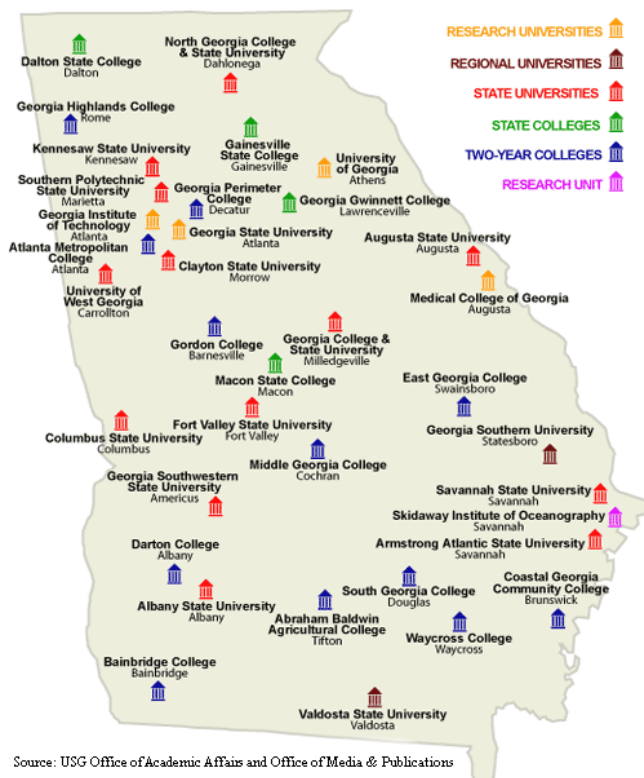 North Georgia College
& State University
Dahlonega
RESEARCH UNIVERSITIES
REGIONAL UNIVERSITIES
STATE UNIVERSITIES
STATE COLLEGES
TWO-YEAR COLLEGES
RESEARCH UNIT
Dalton State College
Dalton
Georgia Highlands College
Rome
Gainesville
State College
Gainesville
Kennesaw State University
Kennesaw
University
of Georgia
Athens
Southern Polytechnic
State University
Marietta
Georgia Perimeter
College
Decatur
Georgia Gwinnett College
Lawrenceville
Georgia Institute
of Technology
Atlanta
Georgia State University
Atlanta
Atlanta Metropolitan
College
Atlanta
Clayton State University
Morrow
Augusta State University
Augusta
University of
West Georgia
Carrollton
Medical College of Georgia
Augusta
Gordon College
Barnesville
Georgia College &
State University
Milledgeville
Macon State College
Macon
East Georgia College
Swainsboro
Fort Valley State University
Fort Valley
Georgia Southern University
Statesboro
Columbus State University
Columbus
Middle Georgia College
Cochran
Georgia Southwestern
State University
Americus
Savannah State University
Savannah
Skidaway Institute of Oceanography
Savannah
Armstrong Atlantic State University
Savannah
Darton College
Albany
Albany State University
Albany
South Georgia College
Douglas
Coastal Georgia
Community College
Brunswick
Abraham Baldwin
Agricultural College
Tifton
Waycross College
Waycross
Bainbridge College
Bainbridge
Valdosta State University
Valdosta
Source: USG Office of Academic Affairs and Office of Media & Publications